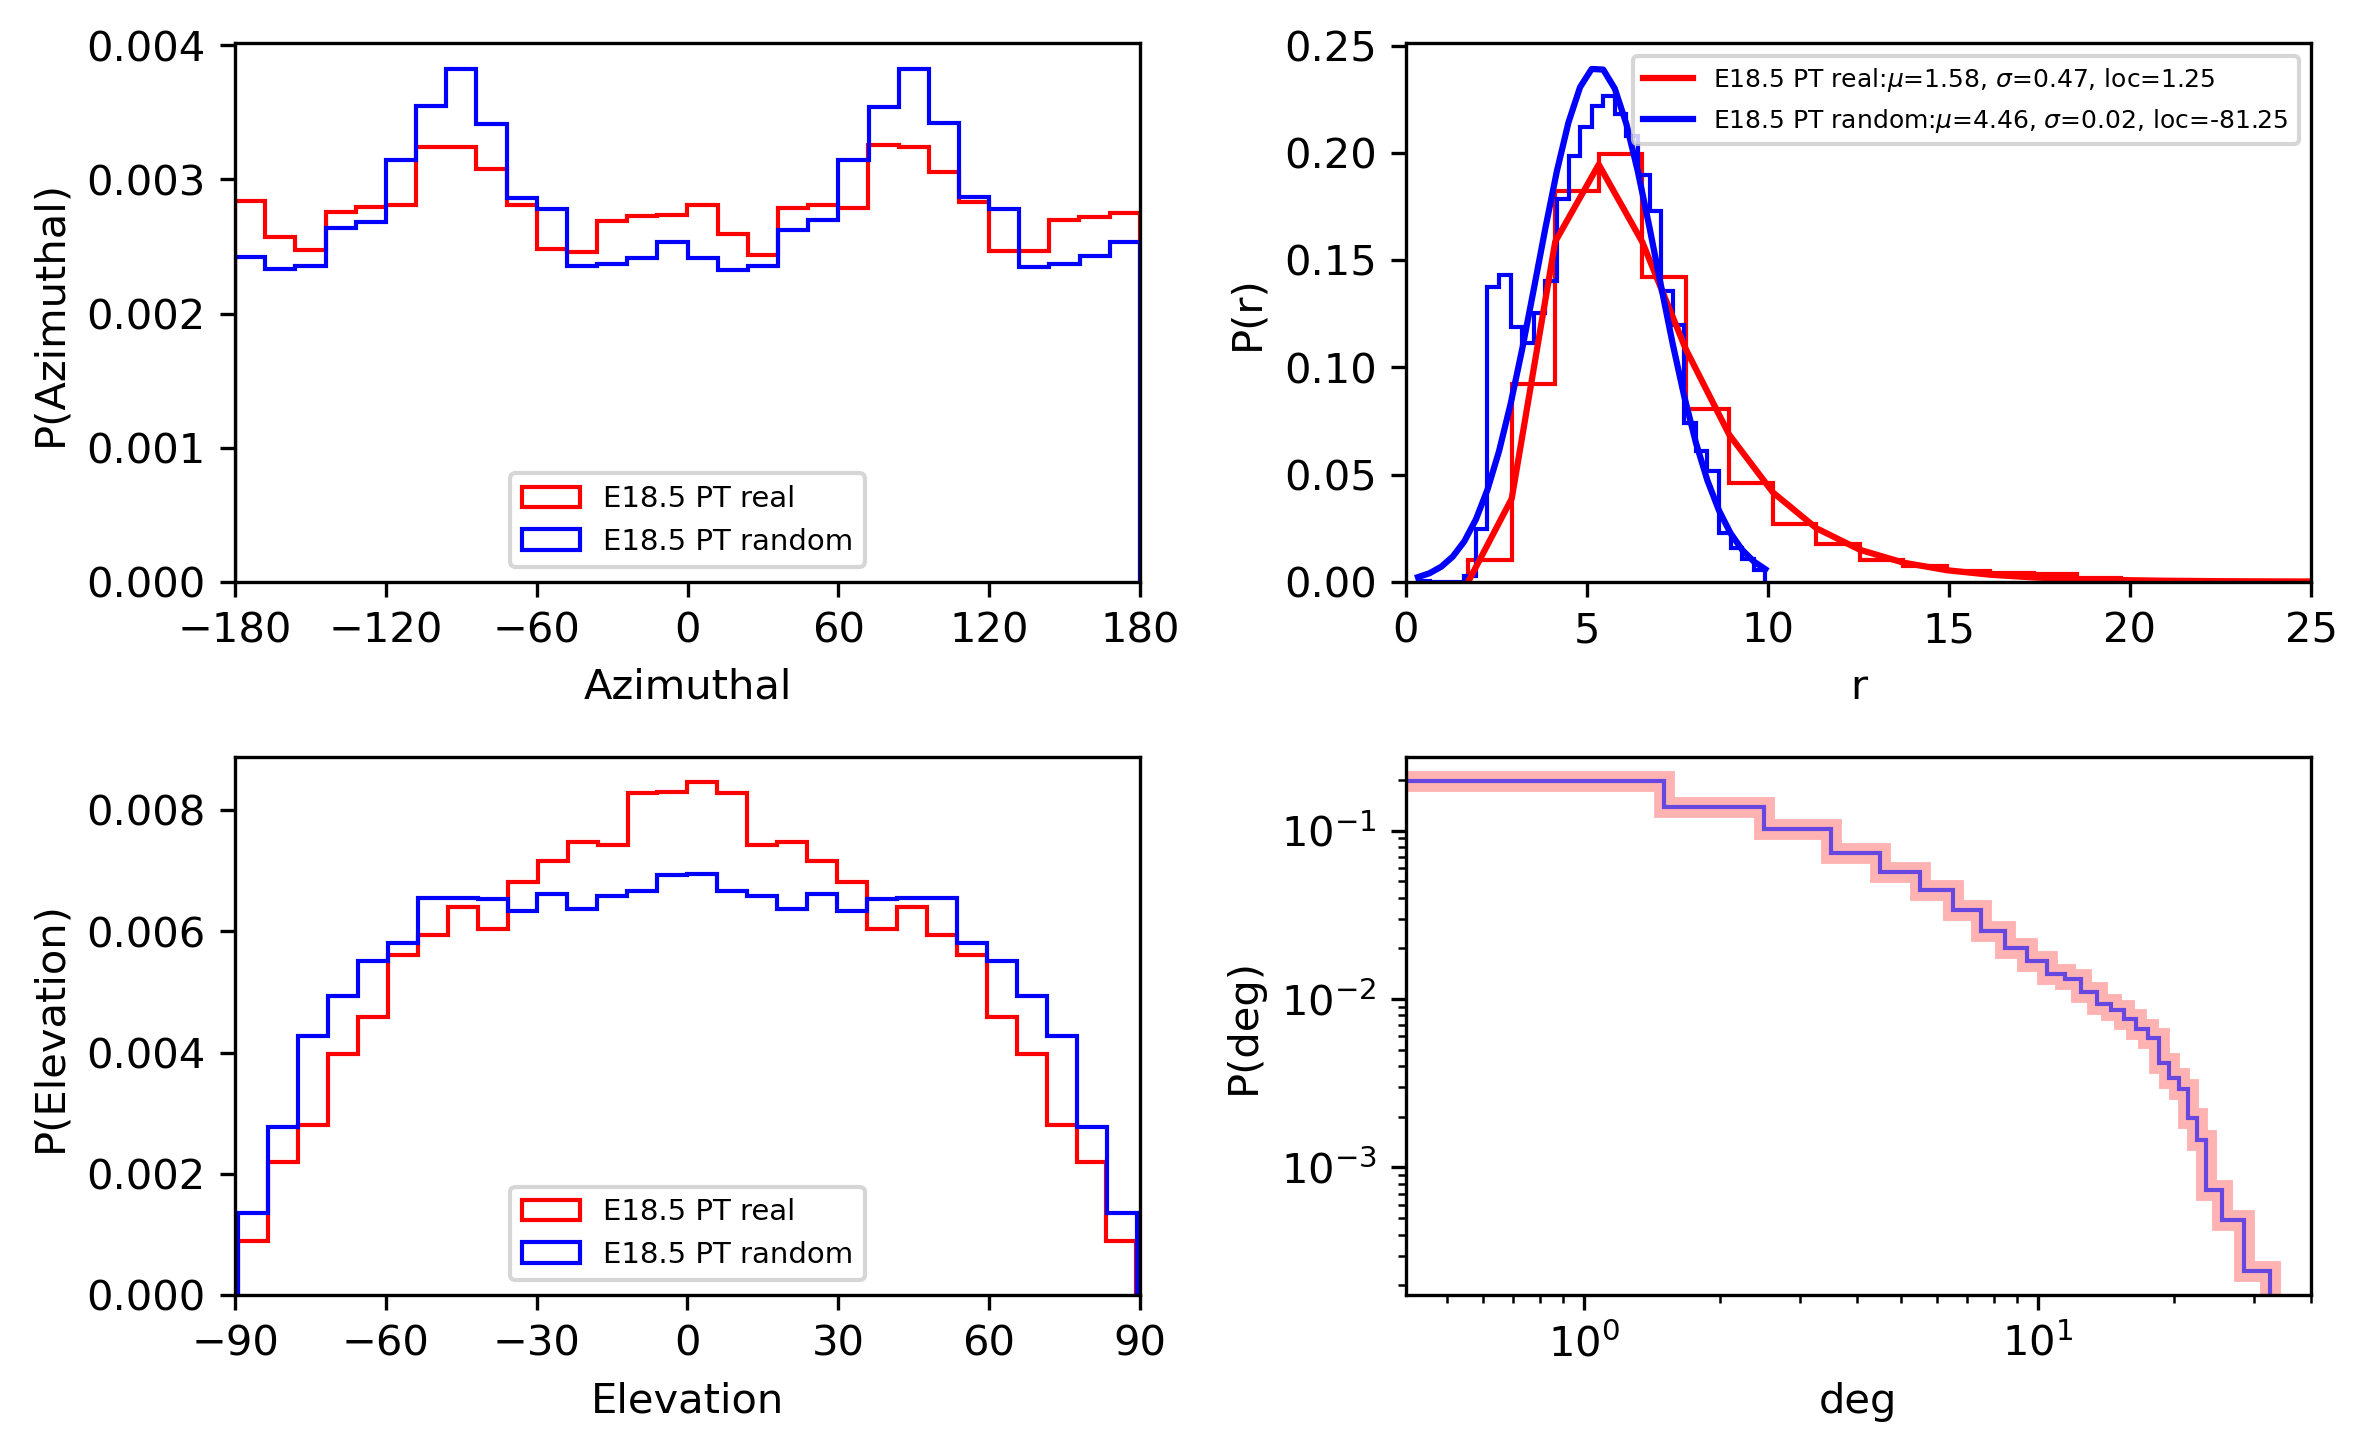 0.004
0.003
0.002
0.001
0.000
P(Azimuthal)
−180 −120 −60 0 60 120 180
Azimuthal
E18.5 PT real
E18.5 PT random
0.25
0.20
0.15
0.10
0.05
0.00
P(r)
0 5 10 15 20 25
r
E18.5 PT real:μ=1.58, σ=0.47, loc=1.25
E18.5 PT random:μ=4.46, σ=0.02, loc=-81.25
0.008
0.006
0.004
0.002
0.000
P(Elevation)
−90 −60 −30 0 30 60 90
Elevation
E18.5 PT real
E18.5 PT random
10⁻¹
10⁻²
10⁻³
P(deg)
10⁰ 10¹
deg